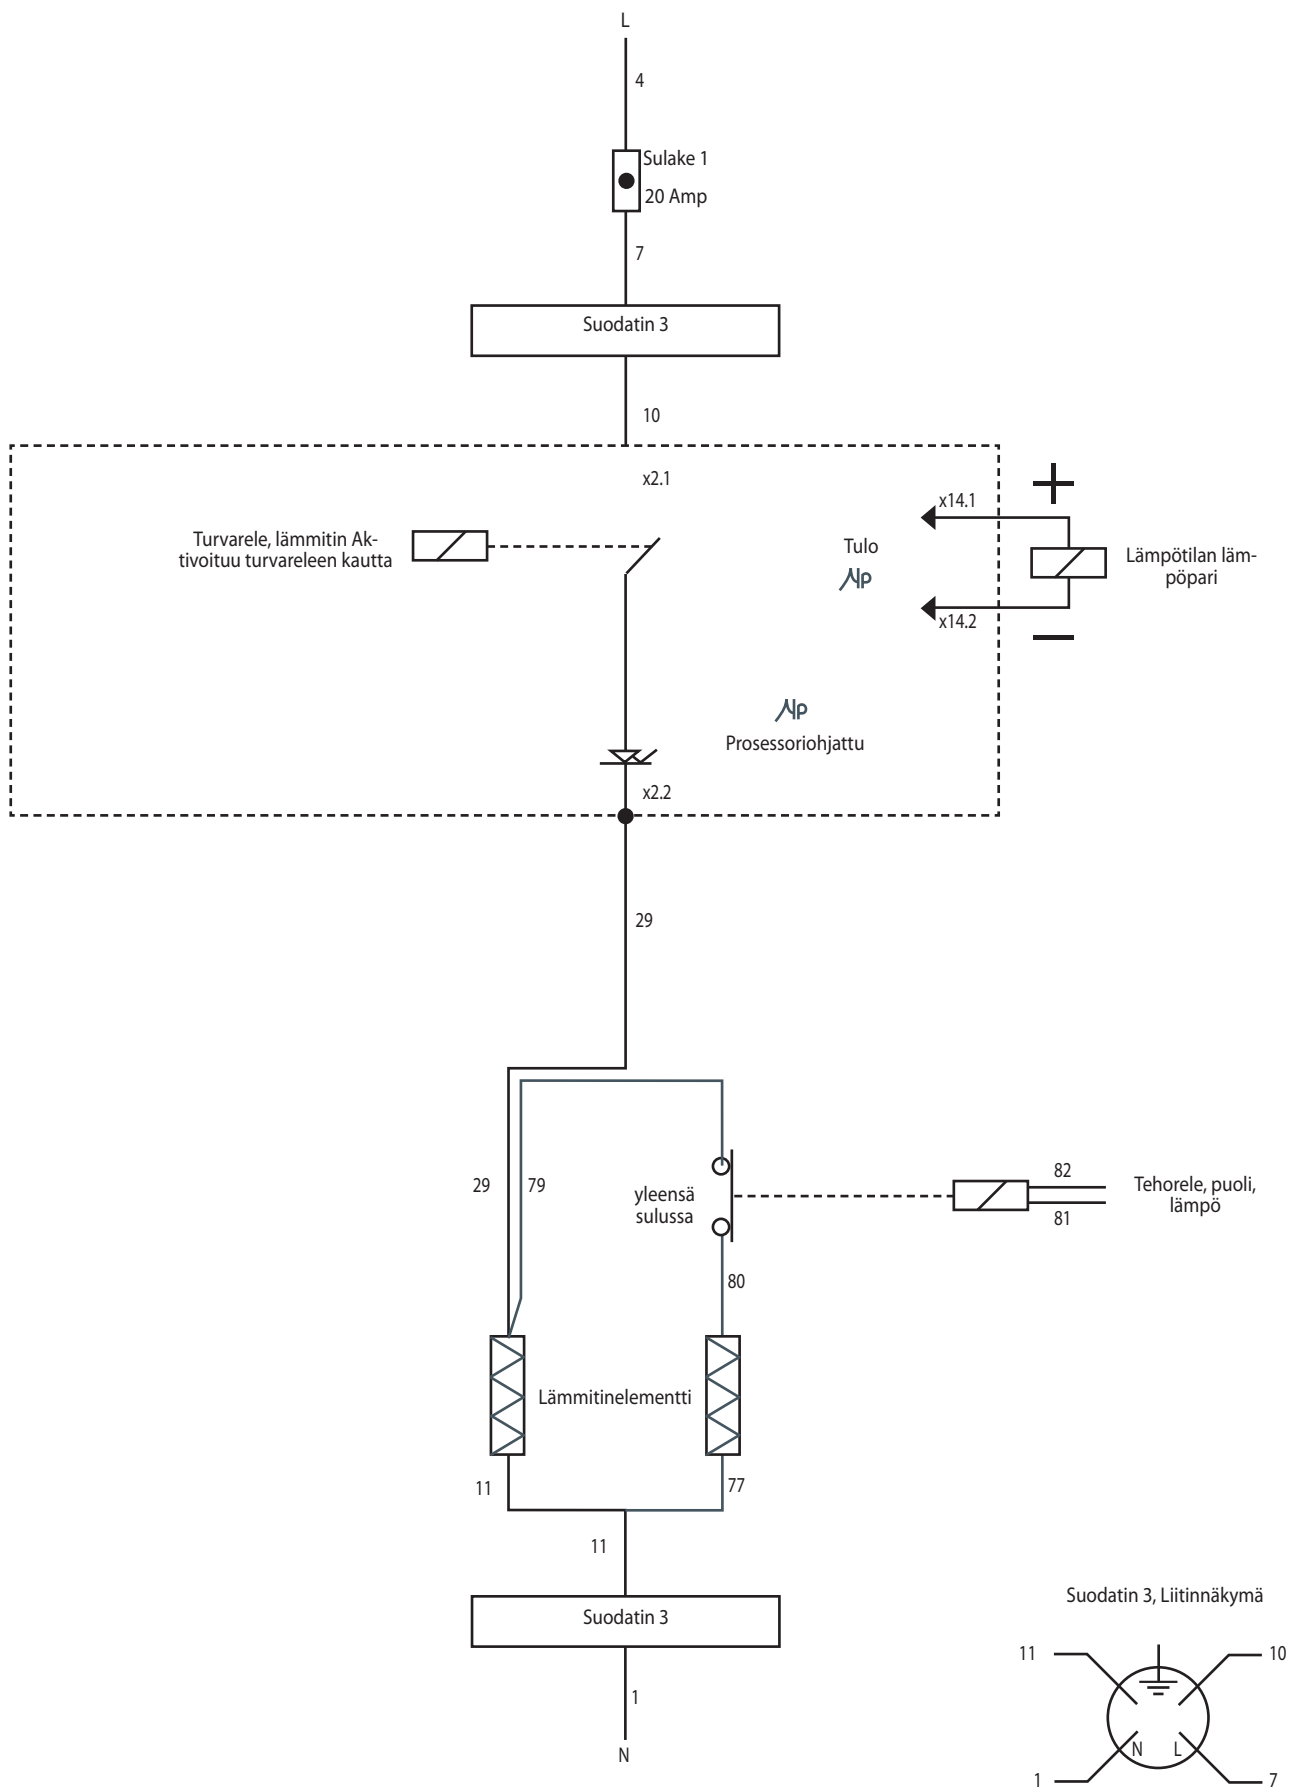 L
4
Sulake 1
20 Amp
7
Suodatin 3
10
x2.1
x14.1
Turvarele, lämmitin Ak-
tivoituu turvareleen kautta
Tulo
Lämpötilan läm-
pöpari
x14.2
Prosessoriohjattu
x2.2
29
29
79
yleensä
sulussa
82
81
Tehorele, puoli,
lämpö
80
Lämmitinelementti
11
77
11
Suodatin 3
1
N
Suodatin 3, Liitinnäkymä
11
10
N
L
1
7